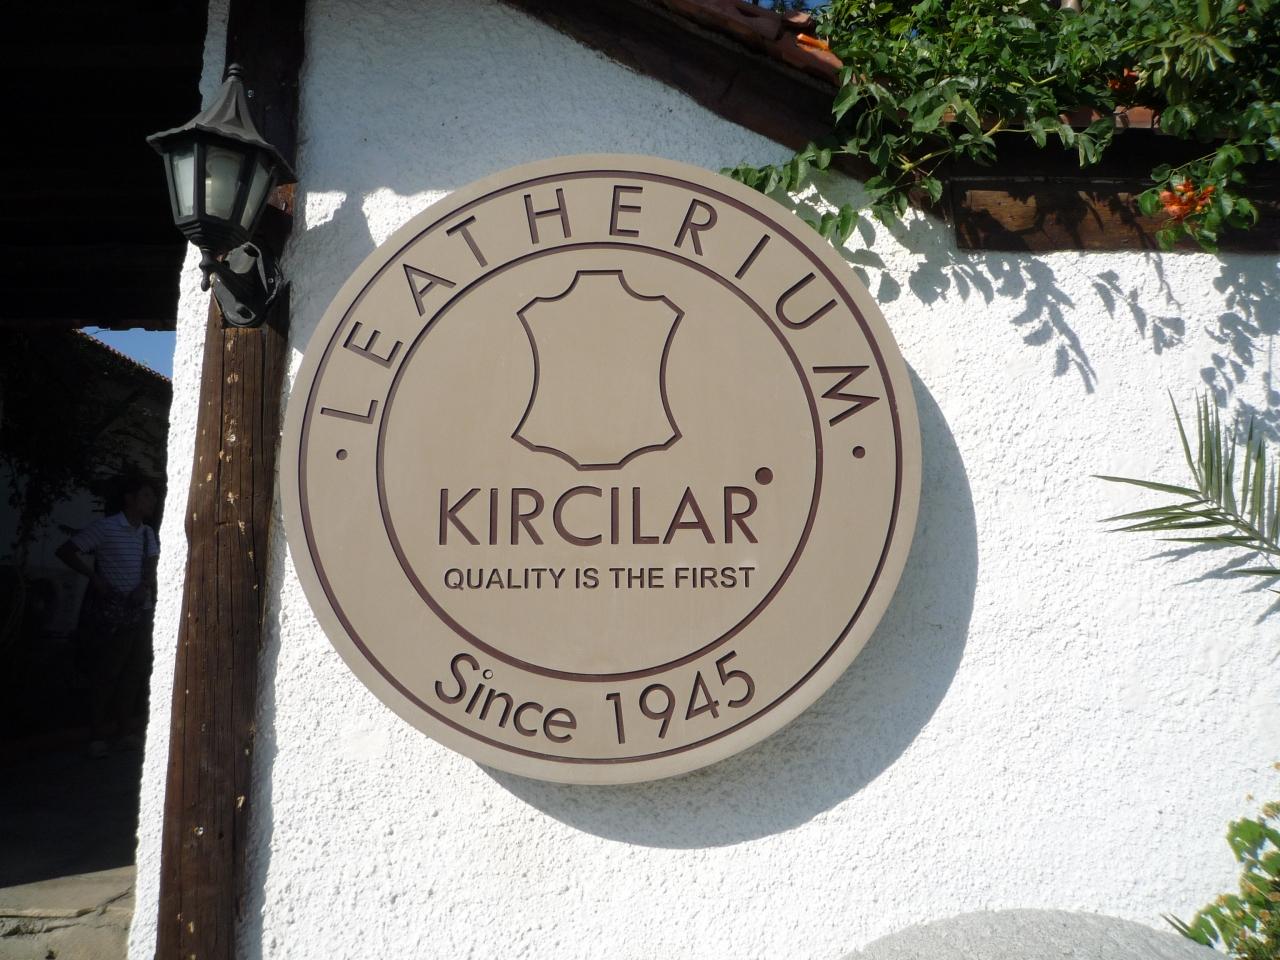 · LEATHERIUM ·
KIRCILAR
QUALITY IS THE FIRST
Since 1945